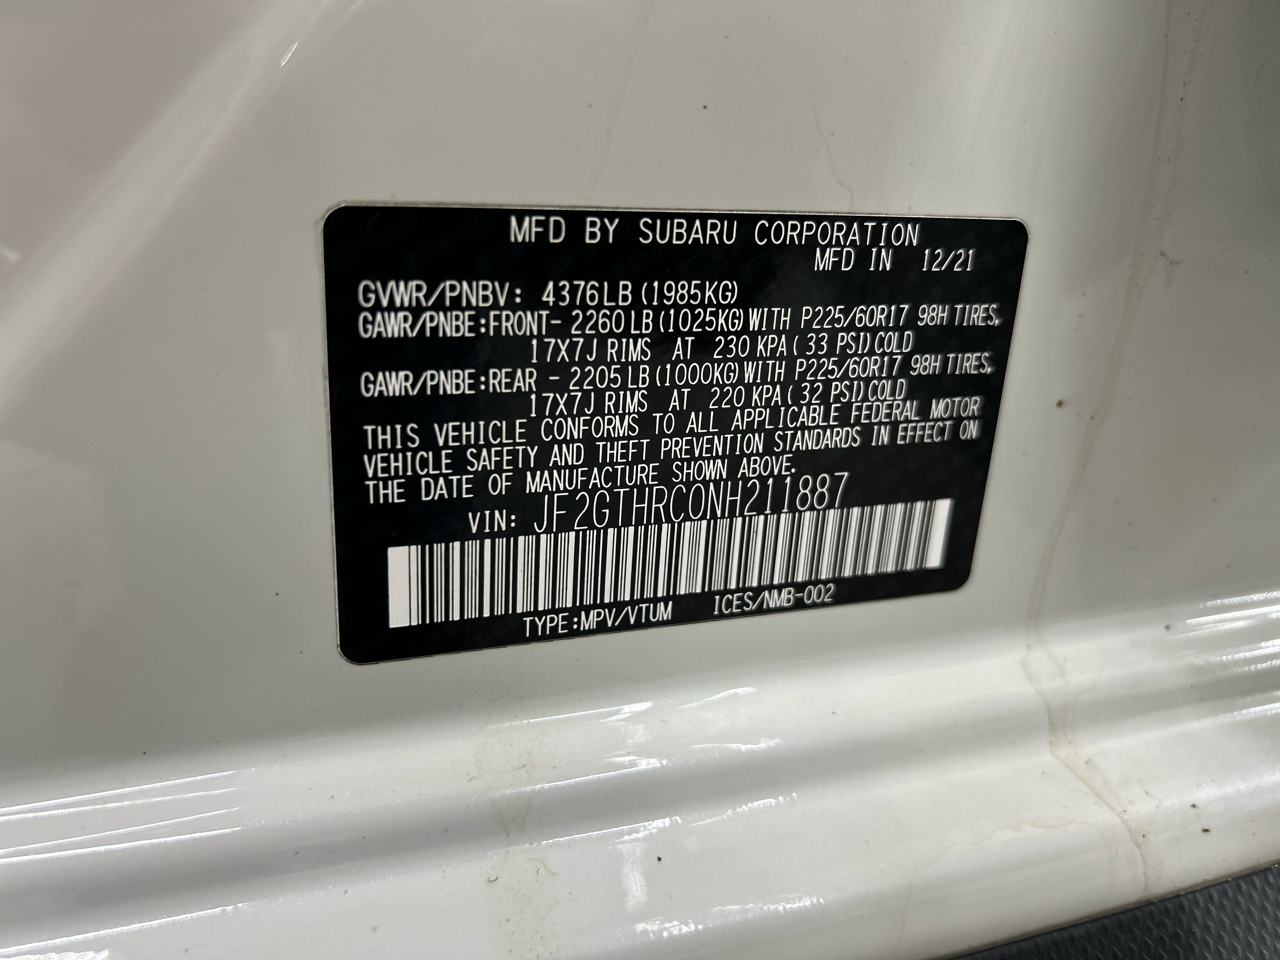 MFD BY SUBARU CORPORATION
MFD IN 12/21
GVWR/PNBV: 4376LB (1985KG)
GAWR/PNBE:FRONT- 2260 LB (1025KG) WITH P225/60R17 98H TIRES,
17X7J RIMS AT 230 KPA ( 33 PSI) COLD
GAWR/PNBE:REAR - 2205 LB (1000KG) WITH P225/60R17 98H TIRES,
17X7J RIMS AT 220 KPA ( 32 PSI) COLD
THIS VEHICLE CONFORMS TO ALL APPLICABLE FEDERAL MOTOR
VEHICLE SAFETY AND THEFT PREVENTION STANDARDS IN EFFECT ON
THE DATE OF MANUFACTURE SHOWN ABOVE.
VIN: JF2GTHRC0NH211887
TYPE:MPV/VTUM ICES/NMB-002